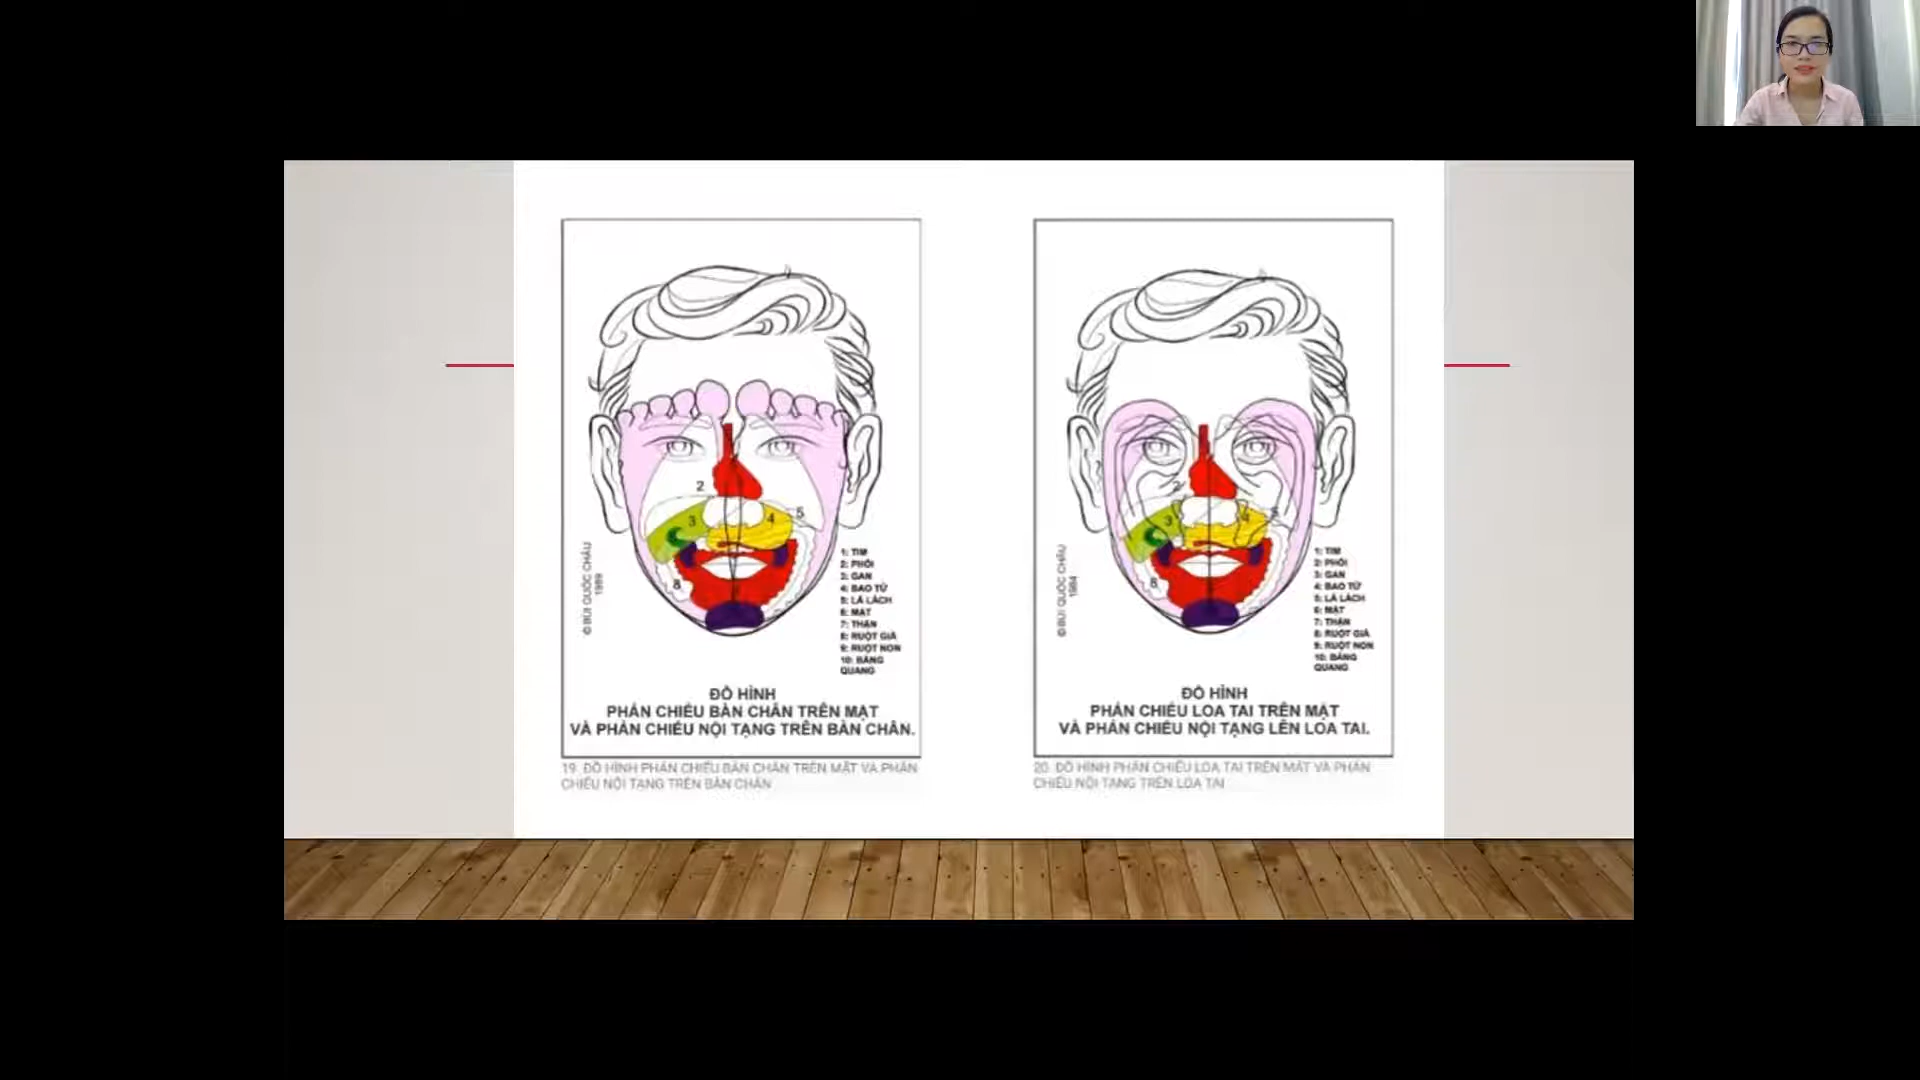 2
3
4
5
8
© BÙI QUỐC CHÂU
1989
1: TIM
2: PHỔI
3: GAN
4: BAO TỬ
5: LÁ LÁCH
6: MẬT
7: THẬN
8: RUỘT GIÀ
9: RUỘT NON
10: BÀNG
QUANG
ĐỒ HÌNH
PHẢN CHIẾU BÀN CHÂN TRÊN MẶT
VÀ PHẢN CHIẾU NỘI TẠNG TRÊN BÀN CHÂN.
19. ĐỒ HÌNH PHẢN CHIẾU BÀN CHÂN TRÊN MẶT VÀ PHẢN
CHIẾU NỘI TẠNG TRÊN BÀN CHÂN
2
3
4
5
8
© BÙI QUỐC CHÂU
1984
1: TIM
2: PHỔI
3: GAN
4: BAO TỬ
5: LÁ LÁCH
6: MẬT
7: THẬN
8: RUỘT GIÀ
9: RUỘT NON
10: BÀNG
QUANG
ĐỒ HÌNH
PHẢN CHIẾU LOA TAI TRÊN MẶT
VÀ PHẢN CHIẾU NỘI TẠNG LÊN LOA TAI.
20. ĐỒ HÌNH PHẢN CHIẾU LOA TAI TRÊN MẶT VÀ PHẢN
CHIẾU NỘI TẠNG TRÊN LOA TAI